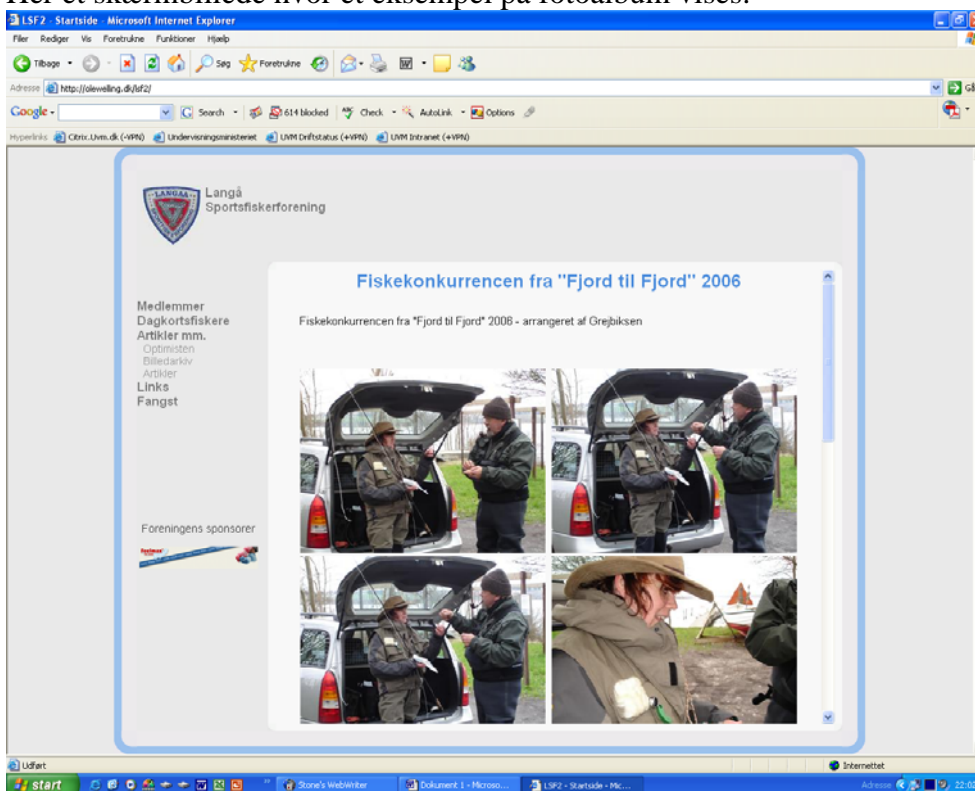 Her et skærmbillede hvor et eksempel på fotoalbum vises:
LSF2 - Startside - Microsoft Internet Explorer
Filer Rediger Vis Foretrukne Funktioner Hjælp
Tilbage Søg Foretrukne
Adresse http://olewelling.dk/lsf2/ Gå
Google Search 614 blocked Check AutoLink Options
Hyperlinks Citrix.Uvm.dk (-VPN) Undervisningsministeriet UVM Driftstatus (+VPN) UVM Intranet (+VPN)
LANGAA
Langå
Sportsfiskerforening
Fiskekonkurrencen fra "Fjord til Fjord" 2006
Fiskekonkurrencen fra "Fjord til Fjord" 2006 - arrangeret af Grejbiksen
Medlemmer
Dagkortsfiskere
Artikler mm.
Optimisten
Billedarkiv
Artikler
Links
Fangst
Foreningens sponsorer
Udført Internettet
start Stone's WebWriter Dokument 1 - Microso... LSF2 - Startside - Mic... Adresse